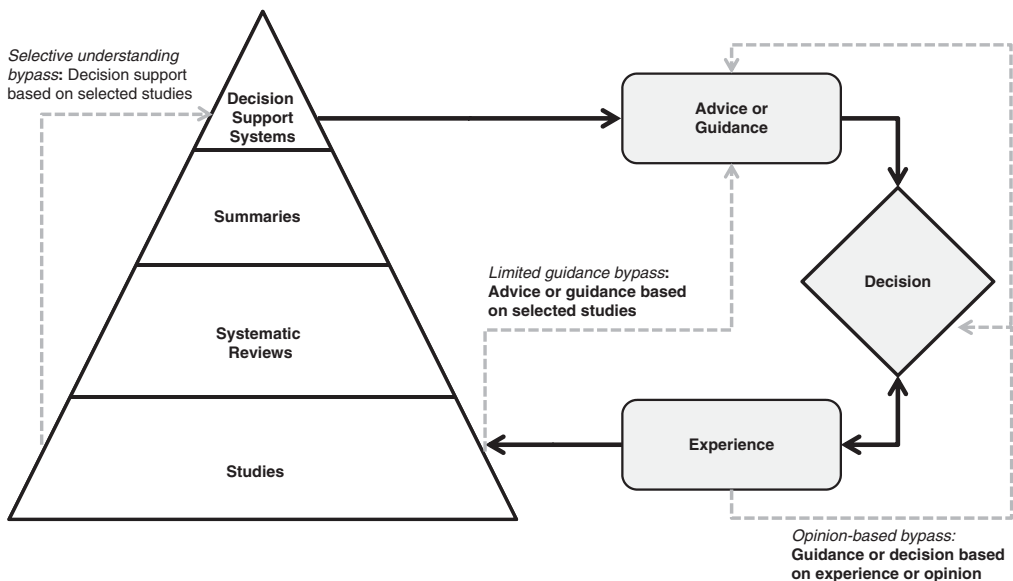 Selective understanding
bypass: Decision support
based on selected studies
Decision
Support
Systems
Summaries
Systematic
Reviews
Studies
Advice or
Guidance
Decision
Limited guidance bypass:
Advice or guidance based
on selected studies
Experience
Opinion-based bypass:
Guidance or decision based
on experience or opinion